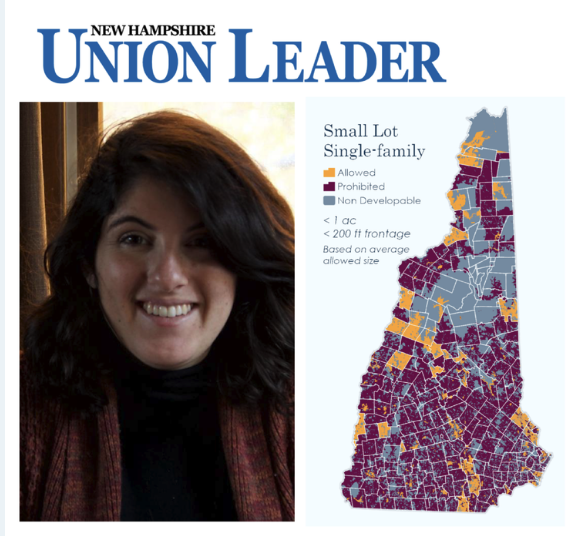 NEW HAMPSHIRE
UNION LEADER
Small Lot
Single-family
Allowed
Prohibited
Non Developable
< 1 ac
< 200 ft frontage
Based on average
allowed size